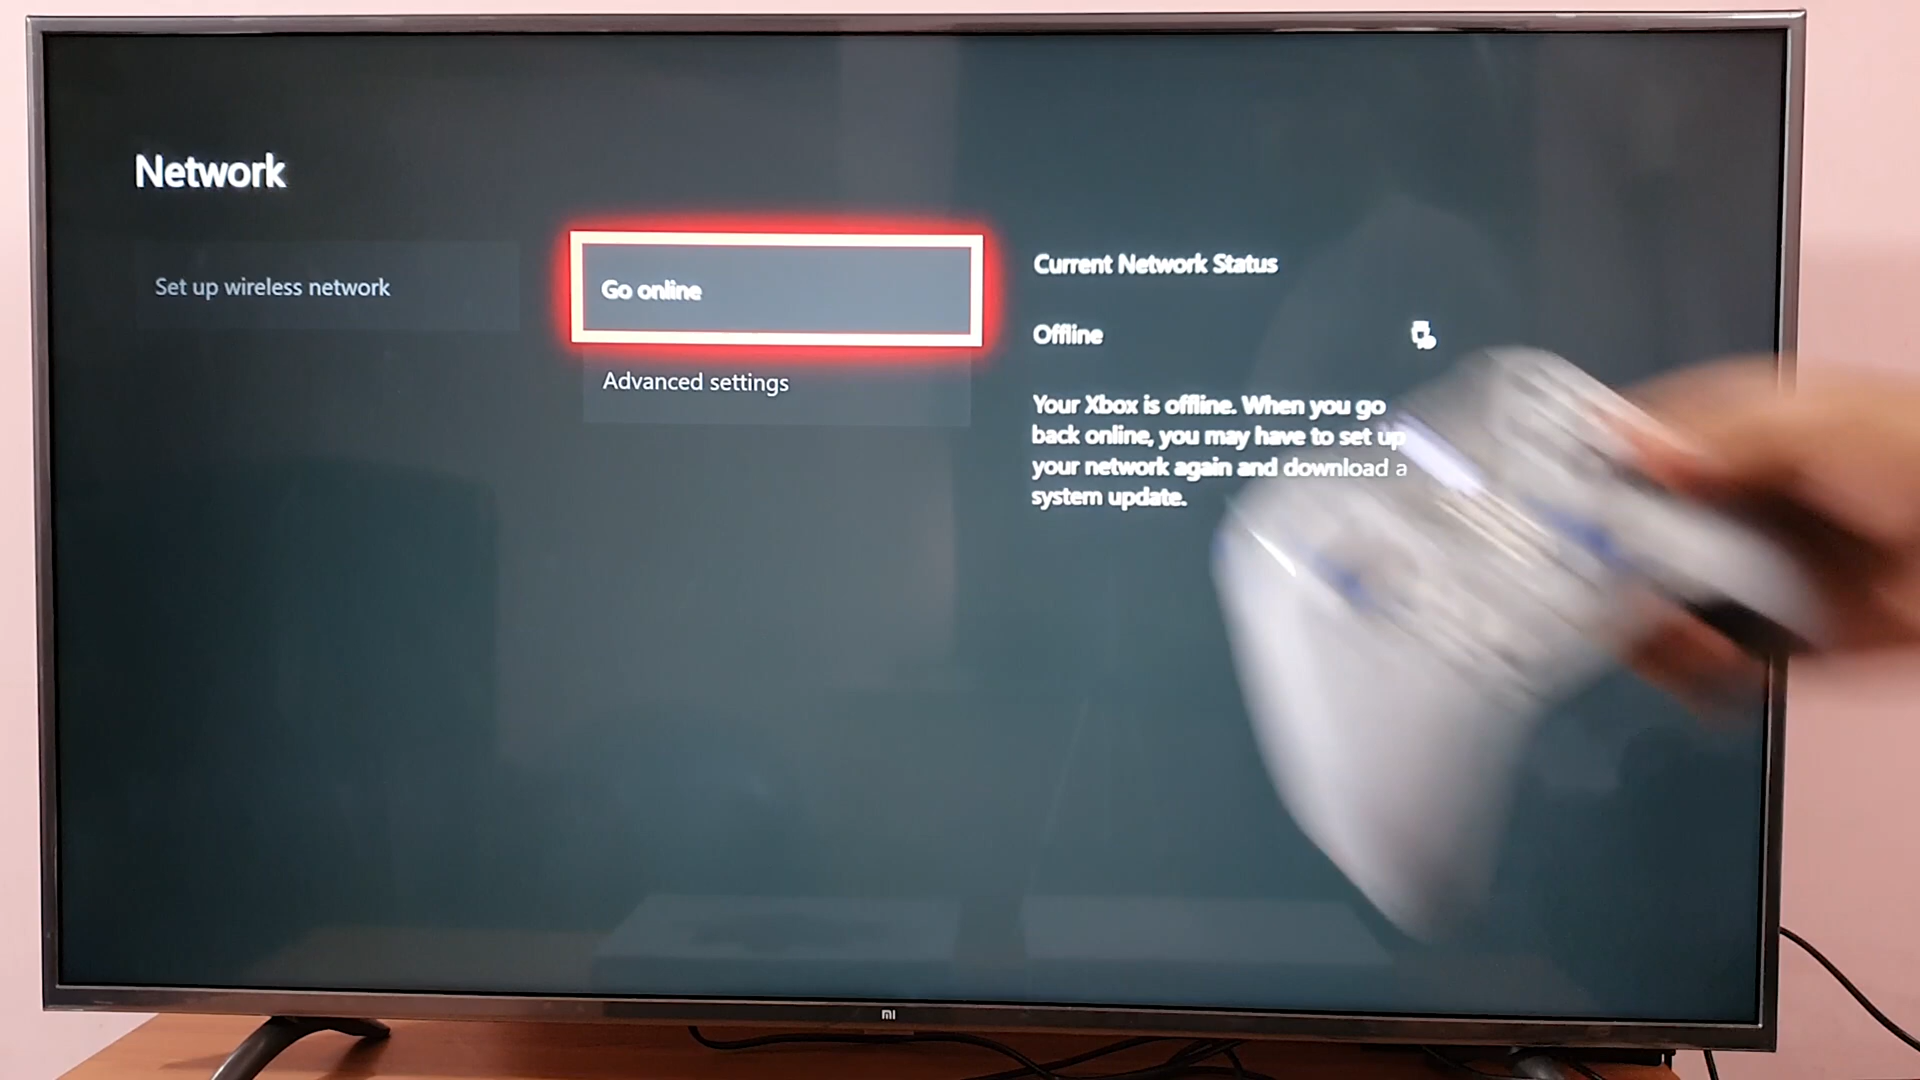 Network
Set up wireless network
Go online
Advanced settings
Current Network Status
Offline
Your Xbox is offline. When you go
back online, you may have to set up
your network again and download a
system update.
mi